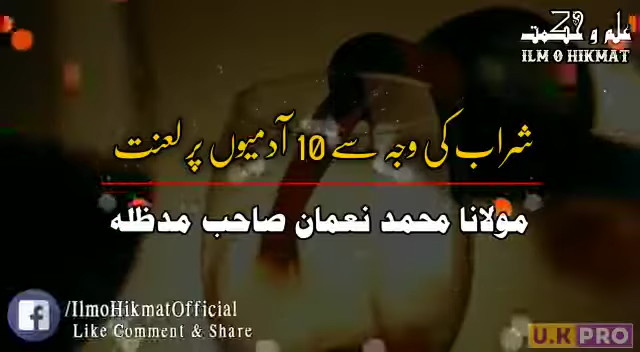 علم و حکمت
ILM O HIKMAT
شراب کی وجہ سے 10 آدمیوں پر لعنت
مولانا محمد نعمان صاحب مدظلہ
/IlmoHikmatOfficial
Like Comment & Share
U.K PRO